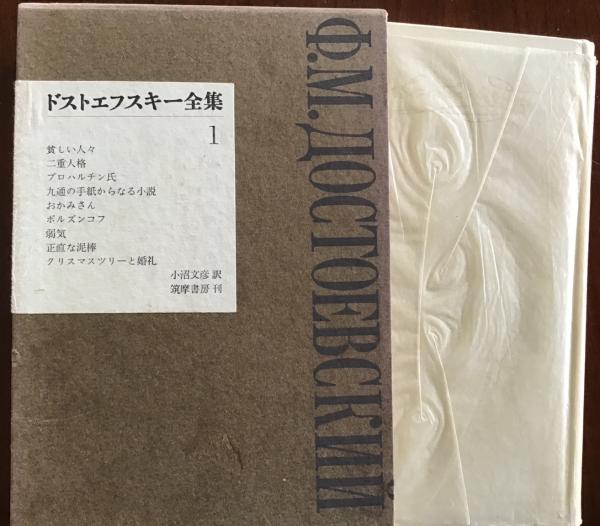 ドストエフスキー全集
1
貧しい人々
二重人格
プロハルチン氏
九通の手紙からなる小説
おかみさん
ポルズンコフ
弱気
正直な泥棒
クリスマスツリーと婚礼
小沼文彦 訳
筑摩書房 刊
Ф.М.ДОСТОЕВСКИЙ